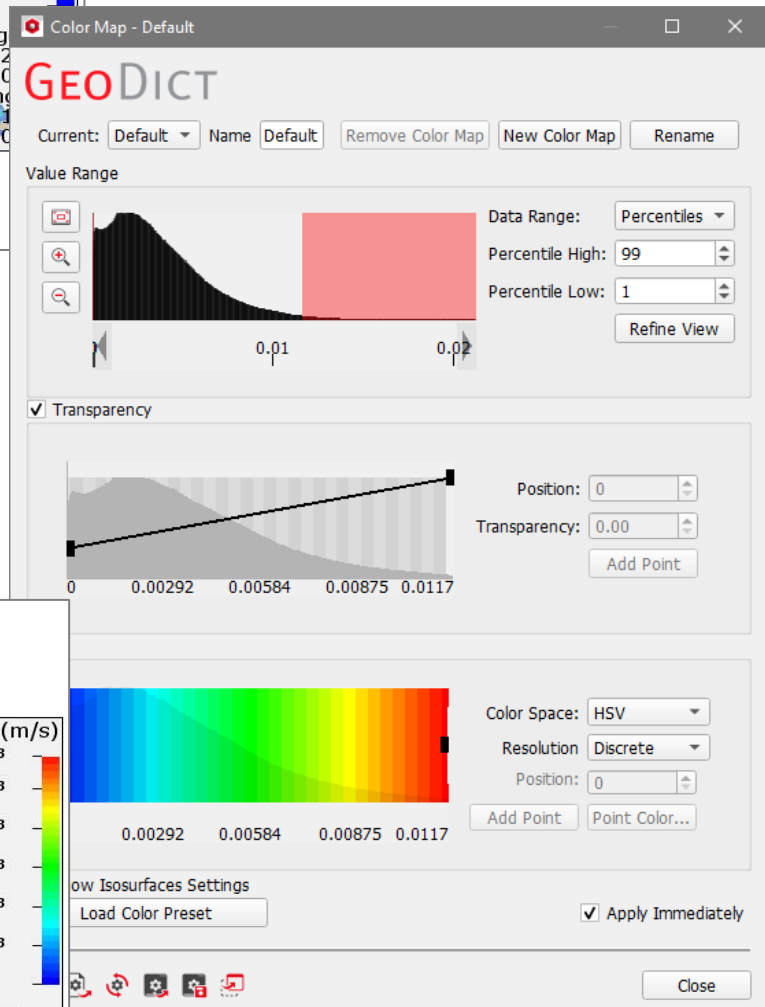 Color Map - Default
GEODICT
Current: Default Name Default Remove Color Map New Color Map Rename
Value Range
Data Range: Percentiles
Percentile High: 99
Percentile Low: 1
Refine View
0.01 0.02
Transparency
Position: 0
Transparency: 0.00
Add Point
0 0.00292 0.00584 0.00875 0.0117
(m/s)
Color Space: HSV
Resolution Discrete
Position: 0
Add Point Point Color...
0.00292 0.00584 0.00875 0.0117
ow Isosurfaces Settings
Load Color Preset
Apply Immediately
Close